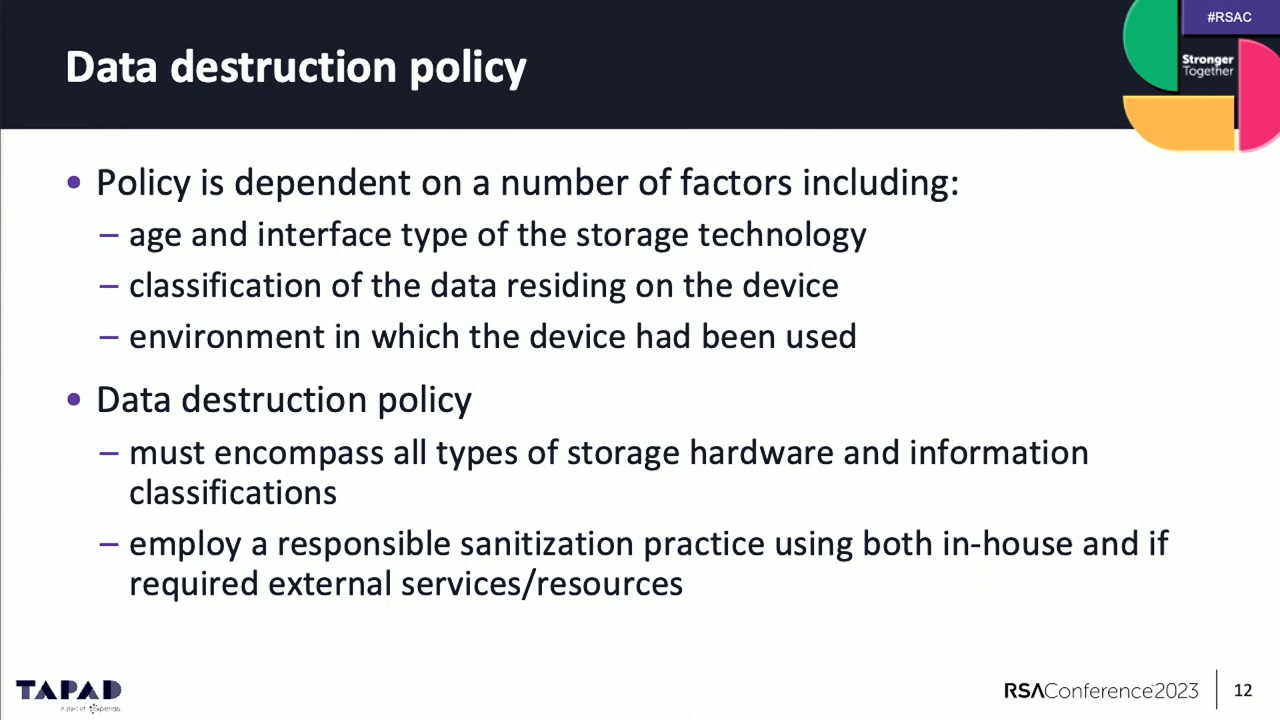 #RSAC
Data destruction policy
Stronger
Together
• Policy is dependent on a number of factors including:
– age and interface type of the storage technology
– classification of the data residing on the device
– environment in which the device had been used
• Data destruction policy
– must encompass all types of storage hardware and information
classifications
– employ a responsible sanitization practice using both in-house and if
required external services/resources
TAPAD
A part of experian.
RSAConference2023
12